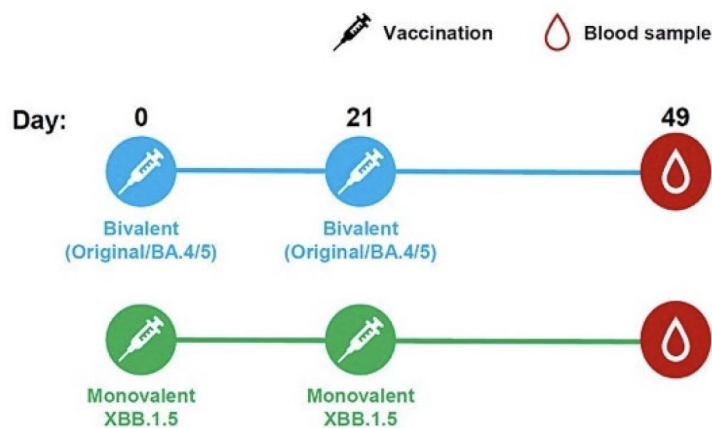 Vaccination
Blood sample
Day:
0
21
49
Bivalent
(Original/BA.4/5)
Bivalent
(Original/BA.4/5)
Monovalent
XBB.1.5
Monovalent
XBB.1.5